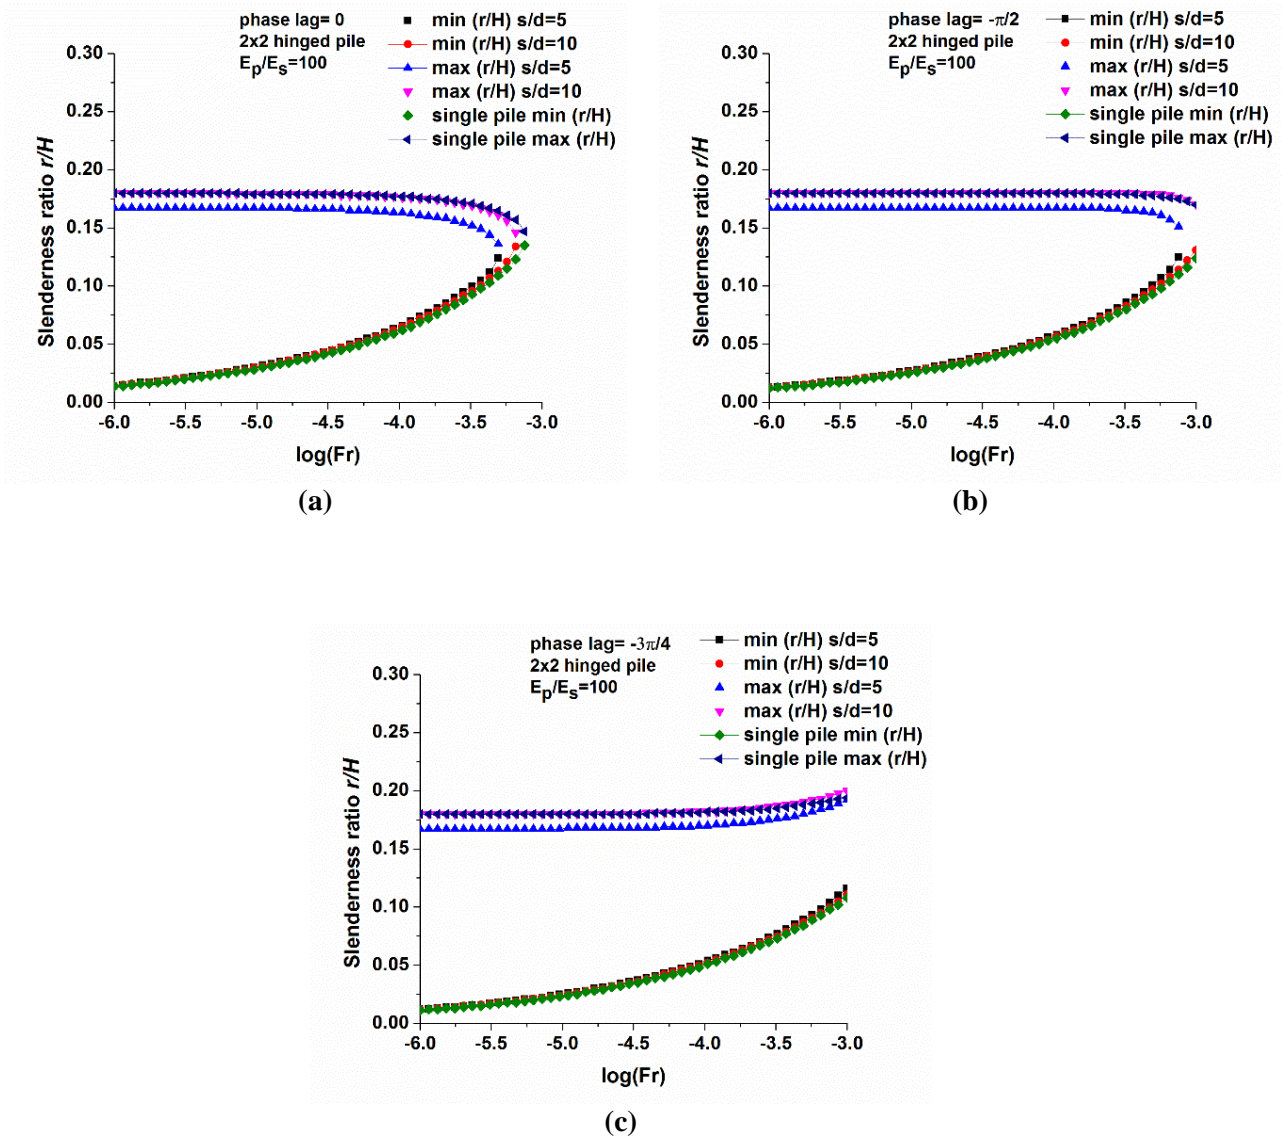 phase lag= 0
2x2 hinged pile
Ep/Es=100
min (r/H) s/d=5
min (r/H) s/d=10
max (r/H) s/d=5
max (r/H) s/d=10
single pile min (r/H)
single pile max (r/H)
0.30
0.25
0.20
0.15
0.10
0.05
0.00
Slenderness ratio r/H
-6.0 -5.5 -5.0 -4.5 -4.0 -3.5 -3.0
log(Fr)
(a)
phase lag= -π/2
2x2 hinged pile
Ep/Es=100
min (r/H) s/d=5
min (r/H) s/d=10
max (r/H) s/d=5
max (r/H) s/d=10
single pile min (r/H)
single pile max (r/H)
0.30
0.25
0.20
0.15
0.10
0.05
0.00
Slenderness ratio r/H
-6.0 -5.5 -5.0 -4.5 -4.0 -3.5 -3.0
log(Fr)
(b)
phase lag= -3π/4
2x2 hinged pile
Ep/Es=100
min (r/H) s/d=5
min (r/H) s/d=10
max (r/H) s/d=5
max (r/H) s/d=10
single pile min (r/H)
single pile max (r/H)
0.30
0.25
0.20
0.15
0.10
0.05
0.00
Slenderness ratio r/H
-6.0 -5.5 -5.0 -4.5 -4.0 -3.5 -3.0
log(Fr)
(c)